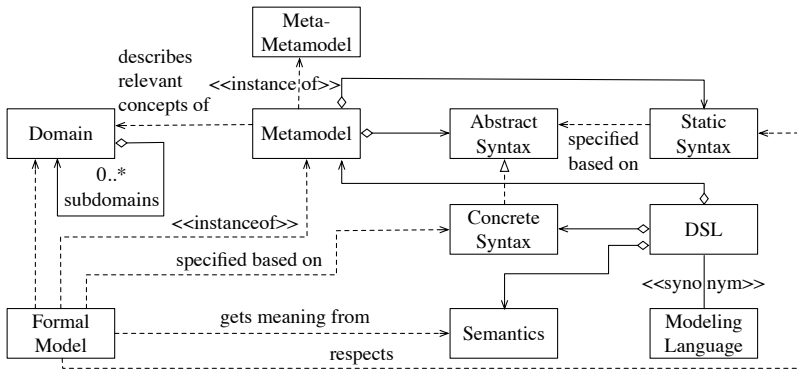 Meta-
Metamodel
describes
relevant
concepts of
<<instance of>>
Domain
Metamodel
Abstract
Syntax
specified
based on
Static
Syntax
0..*
subdomains
<<instanceof>>
Concrete
Syntax
DSL
specified based on
<<syno nym>>
Formal
Model
gets meaning from
Semantics
Modeling
Language
respects